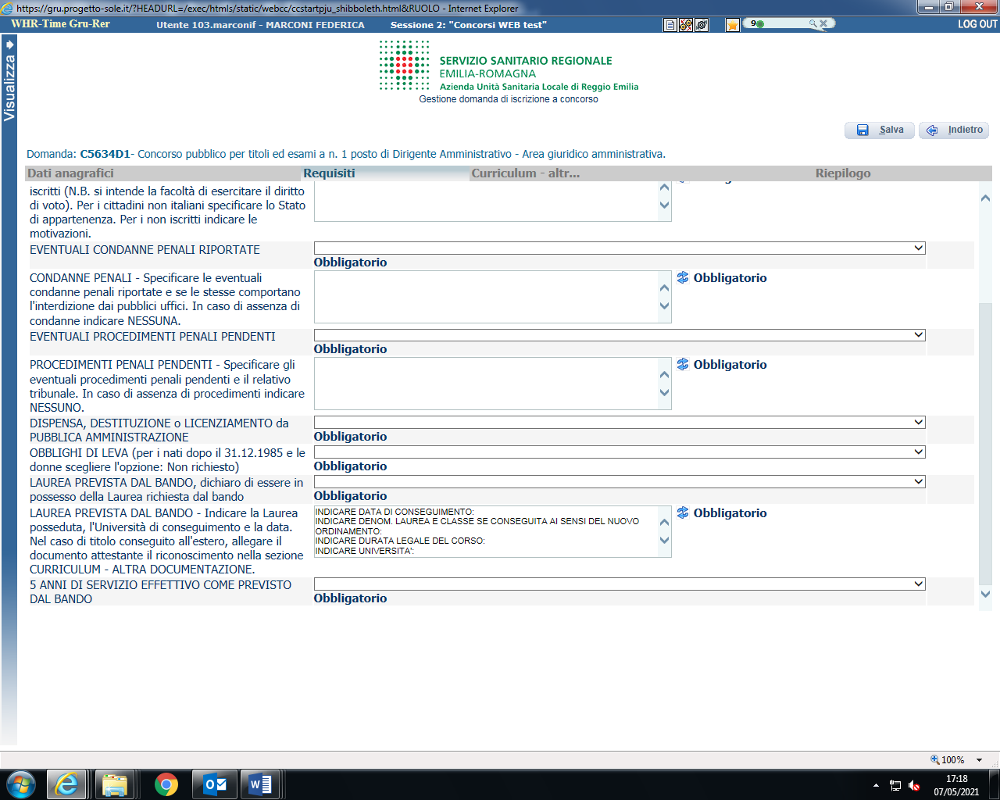 https://gru.progetto-sole.it/?HEADURL=/exec/htmls/static/webcc/ccstartpju_shibboleth.html&RUOLO - Internet Explorer
WHR-Time Gru-Rer
Utente 103.marconif - MARCONI FEDERICA
Sessione 2: "Concorsi WEB test"
9
LOG OUT
Visualizza
SERVIZIO SANITARIO REGIONALE
EMILIA-ROMAGNA
Azienda Unità Sanitaria Locale di Reggio Emilia
Gestione domanda di iscrizione a concorso
Salva
Indietro
Domanda: C5634D1- Concorso pubblico per titoli ed esami a n. 1 posto di Dirigente Amministrativo - Area giuridico amministrativa.
Dati anagrafici
Requisiti
Curriculum - altr...
Riepilogo
iscritti (N.B. si intende la facoltà di esercitare il diritto
di voto). Per i cittadini non italiani specificare lo Stato
di appartenenza. Per i non iscritti indicare le
motivazioni.
EVENTUALI CONDANNE PENALI RIPORTATE
Obbligatorio
CONDANNE PENALI - Specificare le eventuali
condanne penali riportate e se le stesse comportano
l'interdizione dai pubblici uffici. In caso di assenza di
condanne indicare NESSUNA.
Obbligatorio
EVENTUALI PROCEDIMENTI PENALI PENDENTI
Obbligatorio
PROCEDIMENTI PENALI PENDENTI - Specificare gli
eventuali procedimenti penali pendenti e il relativo
tribunale. In caso di assenza di procedimenti indicare
NESSUNO.
Obbligatorio
DISPENSA, DESTITUZIONE o LICENZIAMENTO da
PUBBLICA AMMINISTRAZIONE
Obbligatorio
OBBLIGHI DI LEVA (per i nati dopo il 31.12.1985 e le
donne scegliere l'opzione: Non richiesto)
Obbligatorio
LAUREA PREVISTA DAL BANDO, dichiaro di essere in
possesso della Laurea richiesta dal bando
Obbligatorio
LAUREA PREVISTA DAL BANDO - Indicare la Laurea
posseduta, l'Università di conseguimento e la data.
Nel caso di titolo conseguito all'estero, allegare il
documento attestante il riconoscimento nella sezione
CURRICULUM - ALTRA DOCUMENTAZIONE.
INDICARE DATA DI CONSEGUIMENTO:
INDICARE DENOM. LAUREA E CLASSE SE CONSEGUITA AI SENSI DEL NUOVO
ORDINAMENTO:
INDICARE DURATA LEGALE DEL CORSO:
INDICARE UNIVERSITA':
Obbligatorio
5 ANNI DI SERVIZIO EFFETTIVO COME PREVISTO
DAL BANDO
Obbligatorio
100%
17:18
07/05/2021